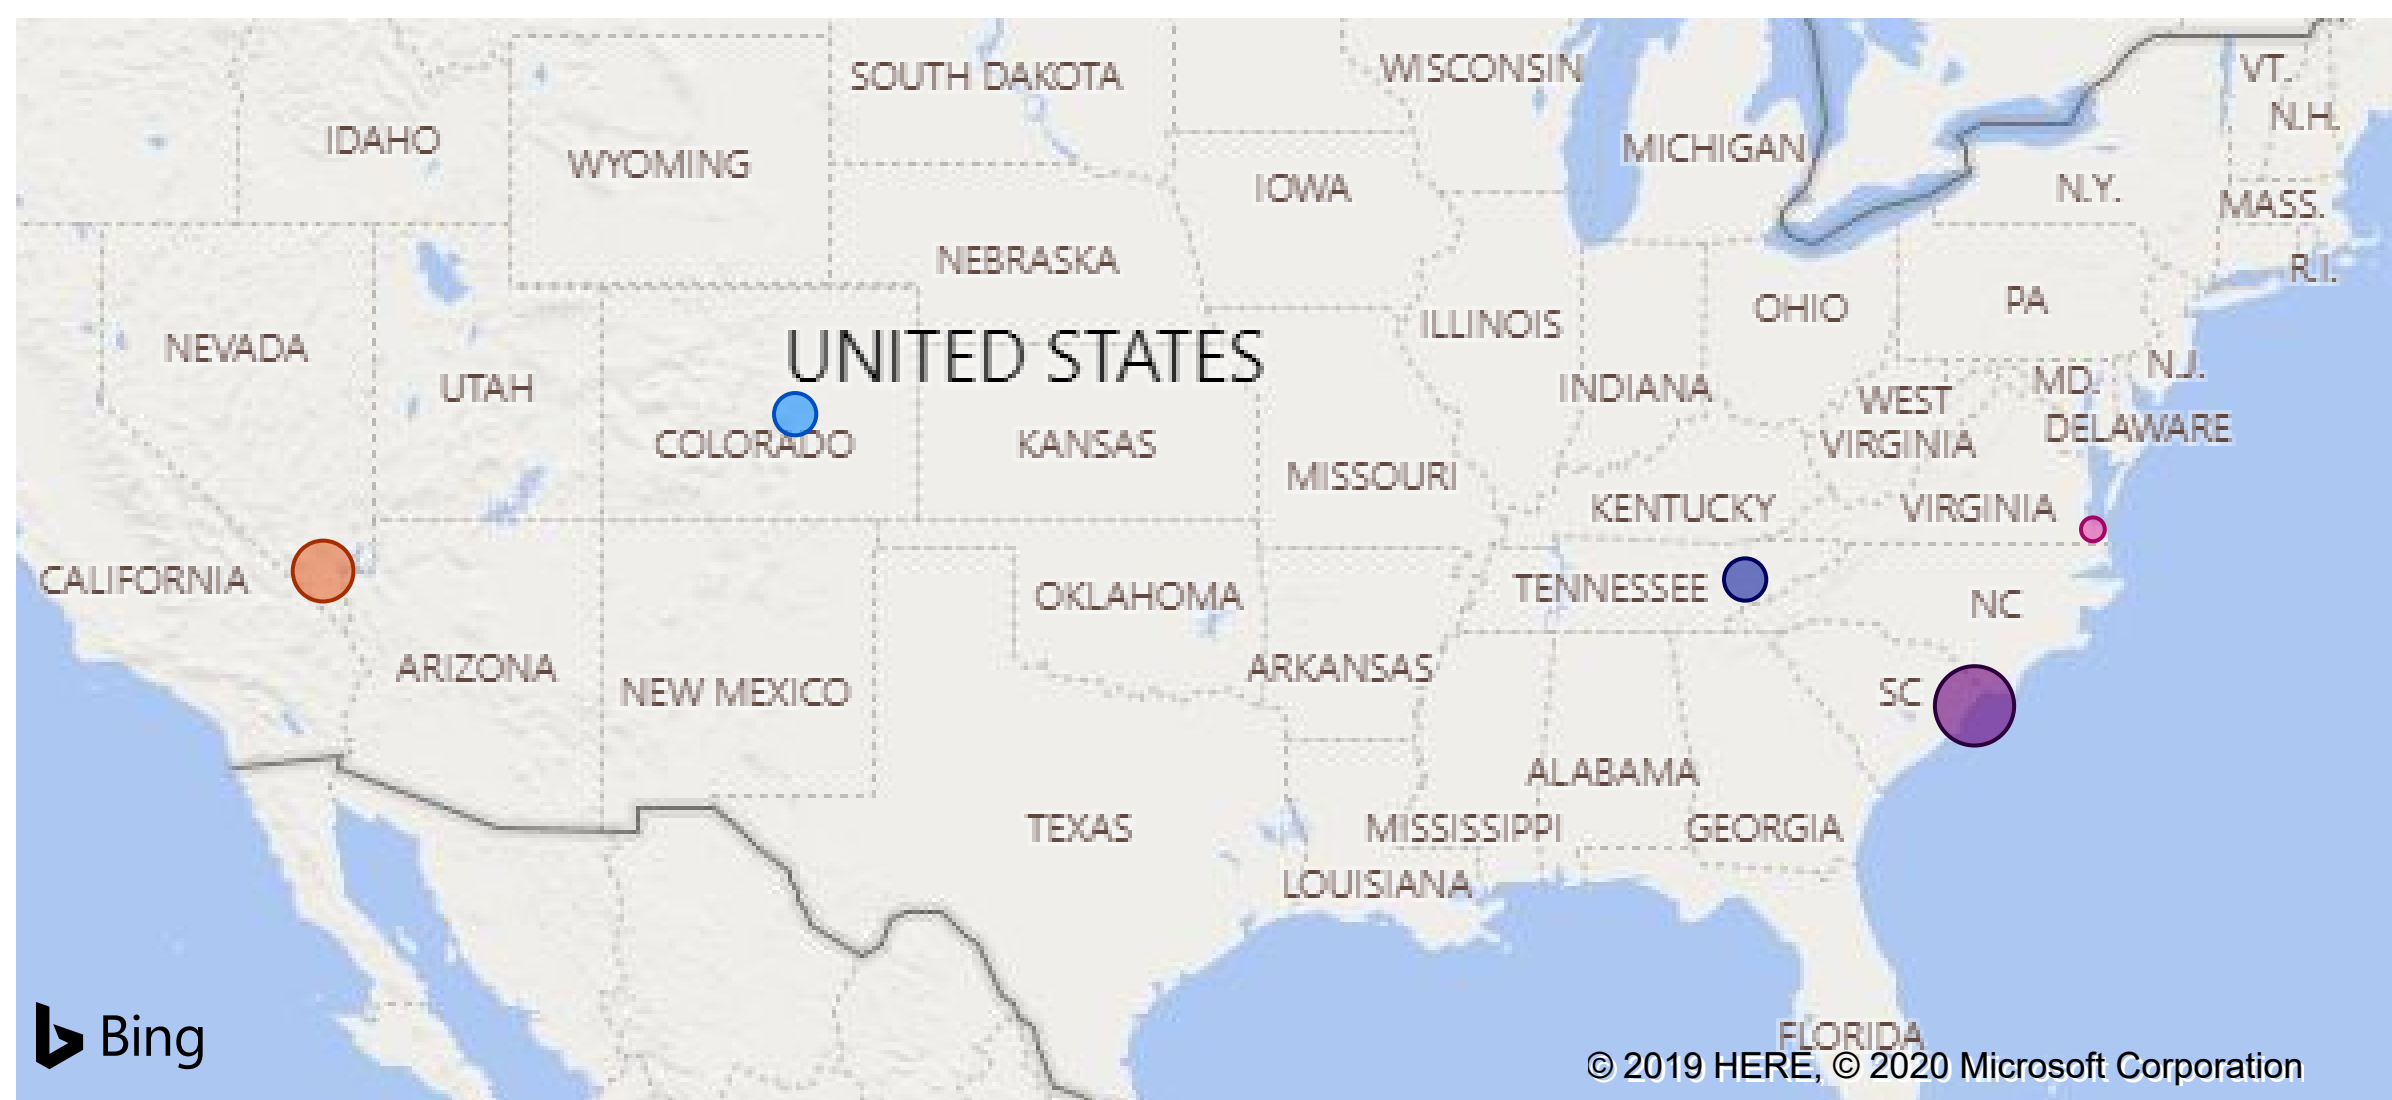 SOUTH DAKOTA
WISCONSIN
VT.
N.H.
IDAHO
WYOMING
MICHIGAN
IOWA
N.Y.
MASS.
NEBRASKA
R.I.
NEVADA
UNITED STATES
ILLINOIS
OHIO
PA
UTAH
INDIANA
MD.
N.J.
WEST
VIRGINIA
DELAWARE
COLORADO
KANSAS
MISSOURI
KENTUCKY
VIRGINIA
CALIFORNIA
OKLAHOMA
TENNESSEE
NC
ARIZONA
NEW MEXICO
ARKANSAS
SC
ALABAMA
TEXAS
MISSISSIPPI
GEORGIA
LOUISIANA
FLORIDA
Bing
© 2019 HERE, © 2020 Microsoft Corporation